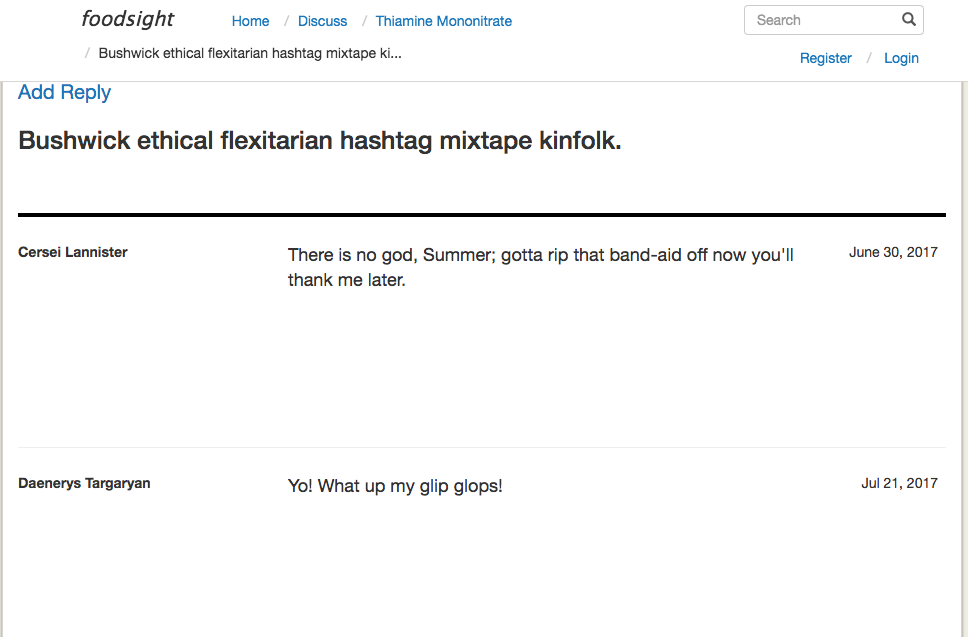 foodsight
Home / Discuss / Thiamine Mononitrate
/ Bushwick ethical flexitarian hashtag mixtape ki...
Search
Register / Login
Add Reply
Bushwick ethical flexitarian hashtag mixtape kinfolk.
Cersei Lannister
There is no god, Summer; gotta rip that band-aid off now you'll
thank me later.
June 30, 2017
Daenerys Targaryan
Yo! What up my glip glops!
Jul 21, 2017